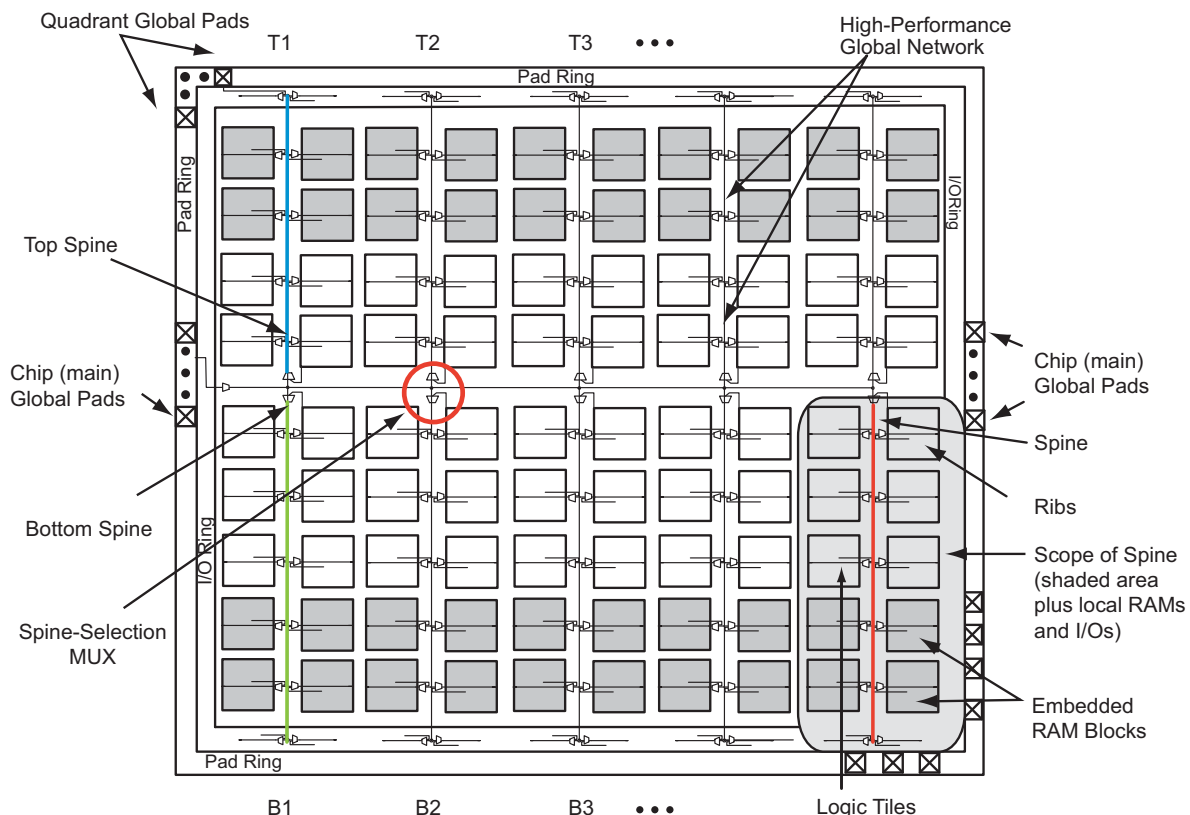 Quadrant Global Pads
T1
T2
T3
•••
High-Performance
Global Network
Pad Ring
Pad Ring
I/ORing
Top Spine
Chip (main)
Global Pads
Chip (main)
Global Pads
Spine
Bottom Spine
Ribs
I/O Ring
Scope of Spine
(shaded area
plus local RAMs
and I/Os)
Spine-Selection
MUX
Embedded
RAM Blocks
Pad Ring
B1
B2
B3
•••
Logic Tiles